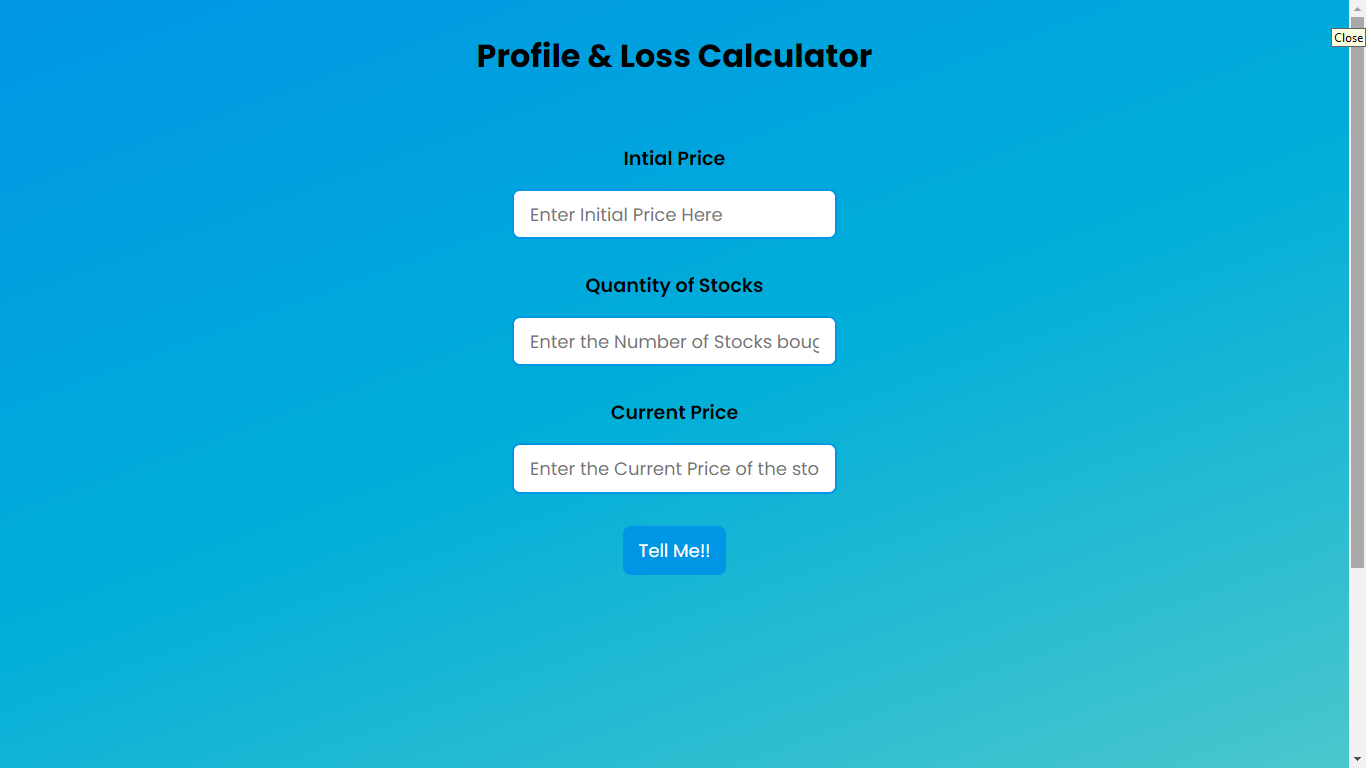 Profile & Loss Calculator
Close
Intial Price
Enter Initial Price Here
Quantity of Stocks
Enter the Number of Stocks boug
Current Price
Enter the Current Price of the sto
Tell Me!!